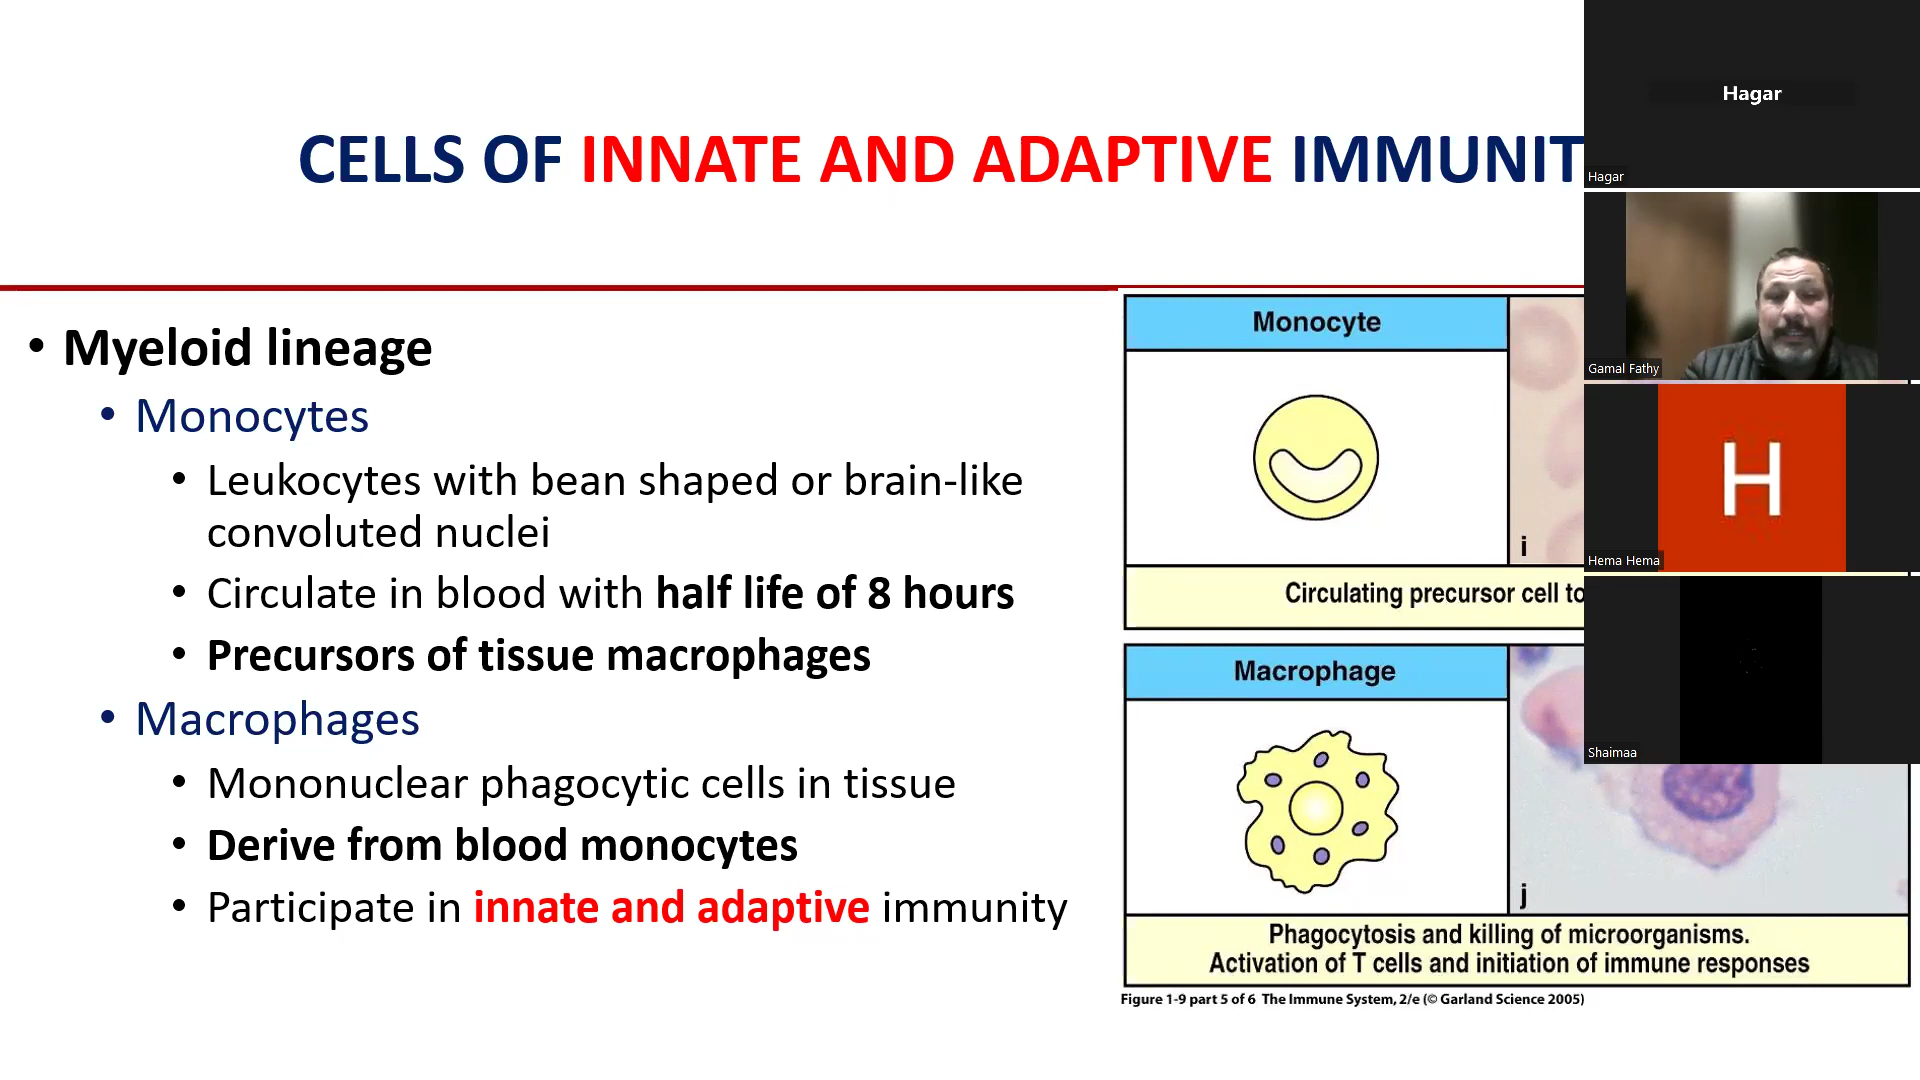 CELLS OF INNATE AND ADAPTIVE IMMUNIT
• Myeloid lineage
• Monocytes
• Leukocytes with bean shaped or brain-like
convoluted nuclei
• Circulate in blood with half life of 8 hours
• Precursors of tissue macrophages
• Macrophages
• Mononuclear phagocytic cells in tissue
• Derive from blood monocytes
• Participate in innate and adaptive immunity
Monocyte
i
Circulating precursor cell to
Macrophage
j
Phagocytosis and killing of microorganisms.
Activation of T cells and initiation of immune responses
Figure 1-9 part 5 of 6 The Immune System, 2/e (© Garland Science 2005)
Hagar
Hagar
Gamal Fathy
H
Hema Hema
Shaimaa